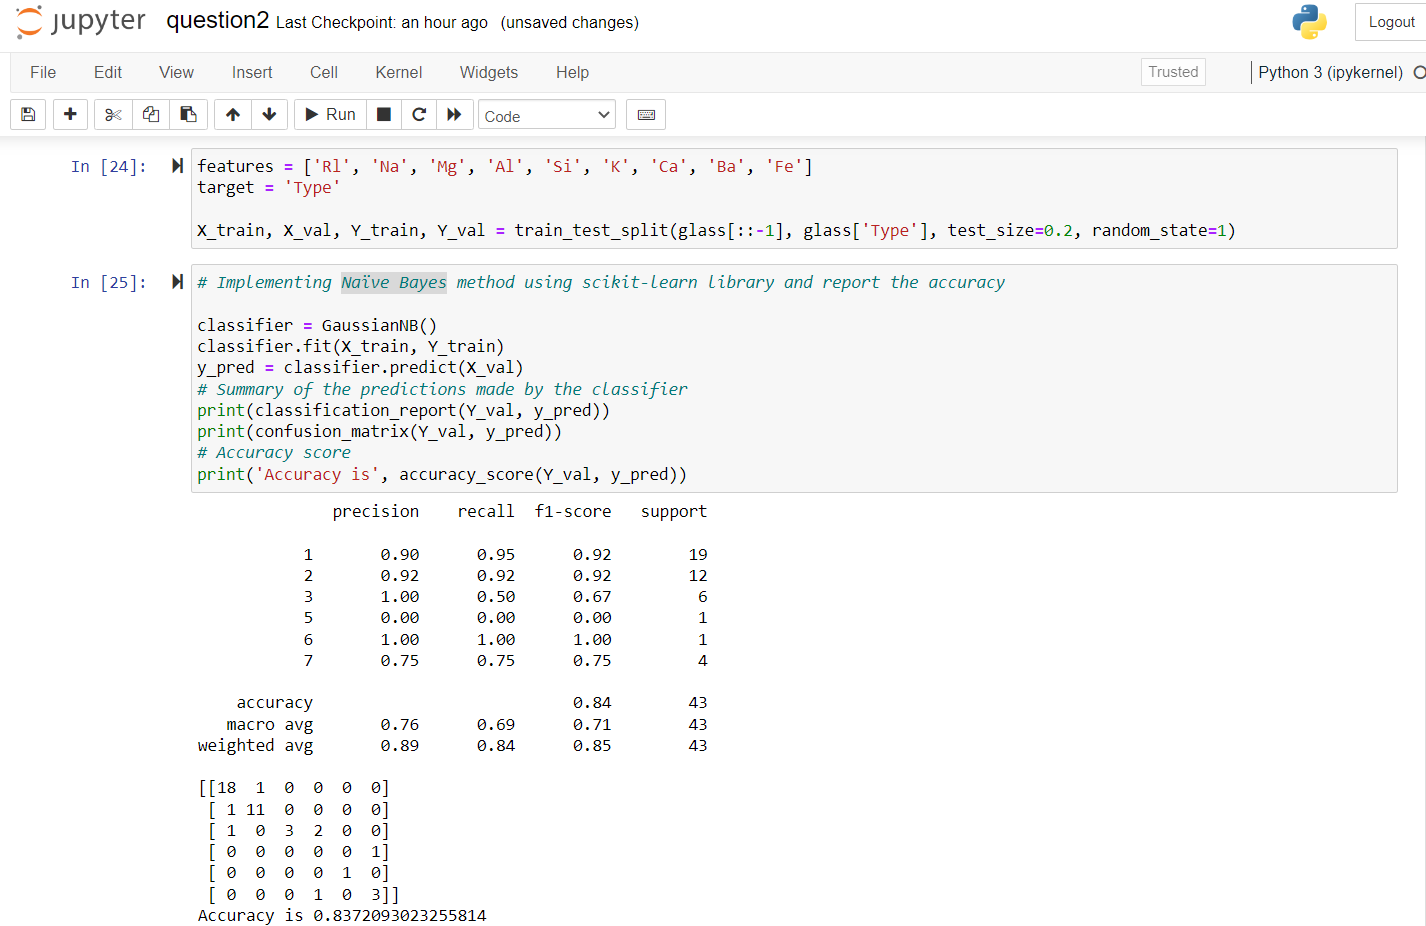 jupyter question2 Last Checkpoint: an hour ago (unsaved changes) Logout
File Edit View Insert Cell Kernel Widgets Help Trusted Python 3 (ipykernel)
Run Code
In [24]: features = ['Rl', 'Na', 'Mg', 'Al', 'Si', 'K', 'Ca', 'Ba', 'Fe']
target = 'Type'
X_train, X_val, Y_train, Y_val = train_test_split(glass[::-1], glass['Type'], test_size=0.2, random_state=1)
In [25]: # Implementing Naïve Bayes method using scikit-learn library and report the accuracy
classifier = GaussianNB()
classifier.fit(X_train, Y_train)
y_pred = classifier.predict(X_val)
# Summary of the predictions made by the classifier
print(classification_report(Y_val, y_pred))
print(confusion_matrix(Y_val, y_pred))
# Accuracy score
print('Accuracy is', accuracy_score(Y_val, y_pred))
precision recall f1-score support
1 0.90 0.95 0.92 19
2 0.92 0.92 0.92 12
3 1.00 0.50 0.67 6
5 0.00 0.00 0.00 1
6 1.00 1.00 1.00 1
7 0.75 0.75 0.75 4
accuracy 0.84 43
macro avg 0.76 0.69 0.71 43
weighted avg 0.89 0.84 0.85 43
[[18 1 0 0 0 0]
[ 1 11 0 0 0 0]
[ 1 0 3 2 0 0]
[ 0 0 0 0 0 1]
[ 0 0 0 0 1 0]
[ 0 0 0 1 0 3]]
Accuracy is 0.8372093023255814